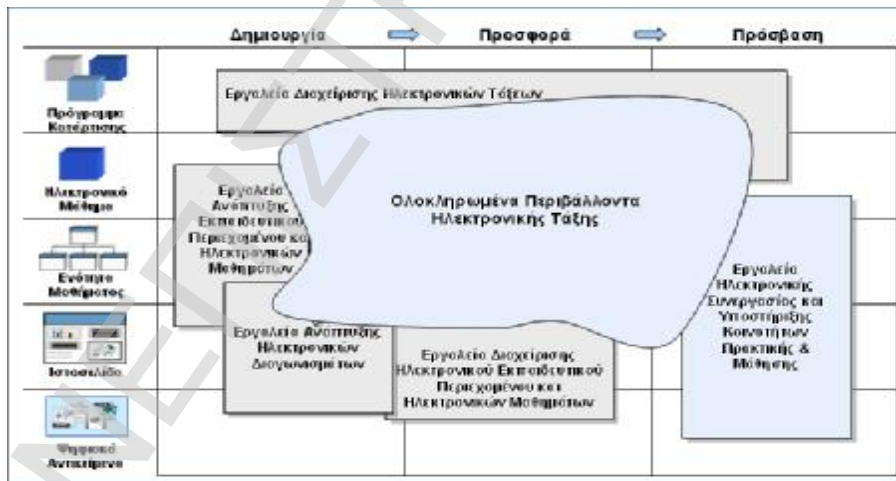 Δημιουργία
Προσφορά
Πρόσβαση
Πρόγραμμα
Κατάρτισης
Εργαλεία Διαχείρισης Ηλεκτρονικών Τάξεων
Ηλεκτρονικό
Μάθημα
Εργαλεία
Ανάπτυξης
Εκπαιδευτικού
Περιεχομένου και
Ηλεκτρονικών
Μαθημάτων
Ολοκληρωμένα Περιβάλλοντα
Ηλεκτρονικής Τάξης
Ενότητα
Μαθήματος
Εργαλεία
Ηλεκτρονικής
Συνεργασίας και
Υποστήριξης
Κοινοτήτων
Πρακτικής &
Μάθησης
Ιστοσελίδα
Εργαλεία Ανάπτυξης
Ηλεκτρονικών
Διαγωνισμάτων
Εργαλεία Διαχείρισης
Ηλεκτρονικού Εκπαιδευτικού
Περιεχομένου και
Ηλεκτρονικών Μαθημάτων
Ψηφιακά
Αντικείμενα